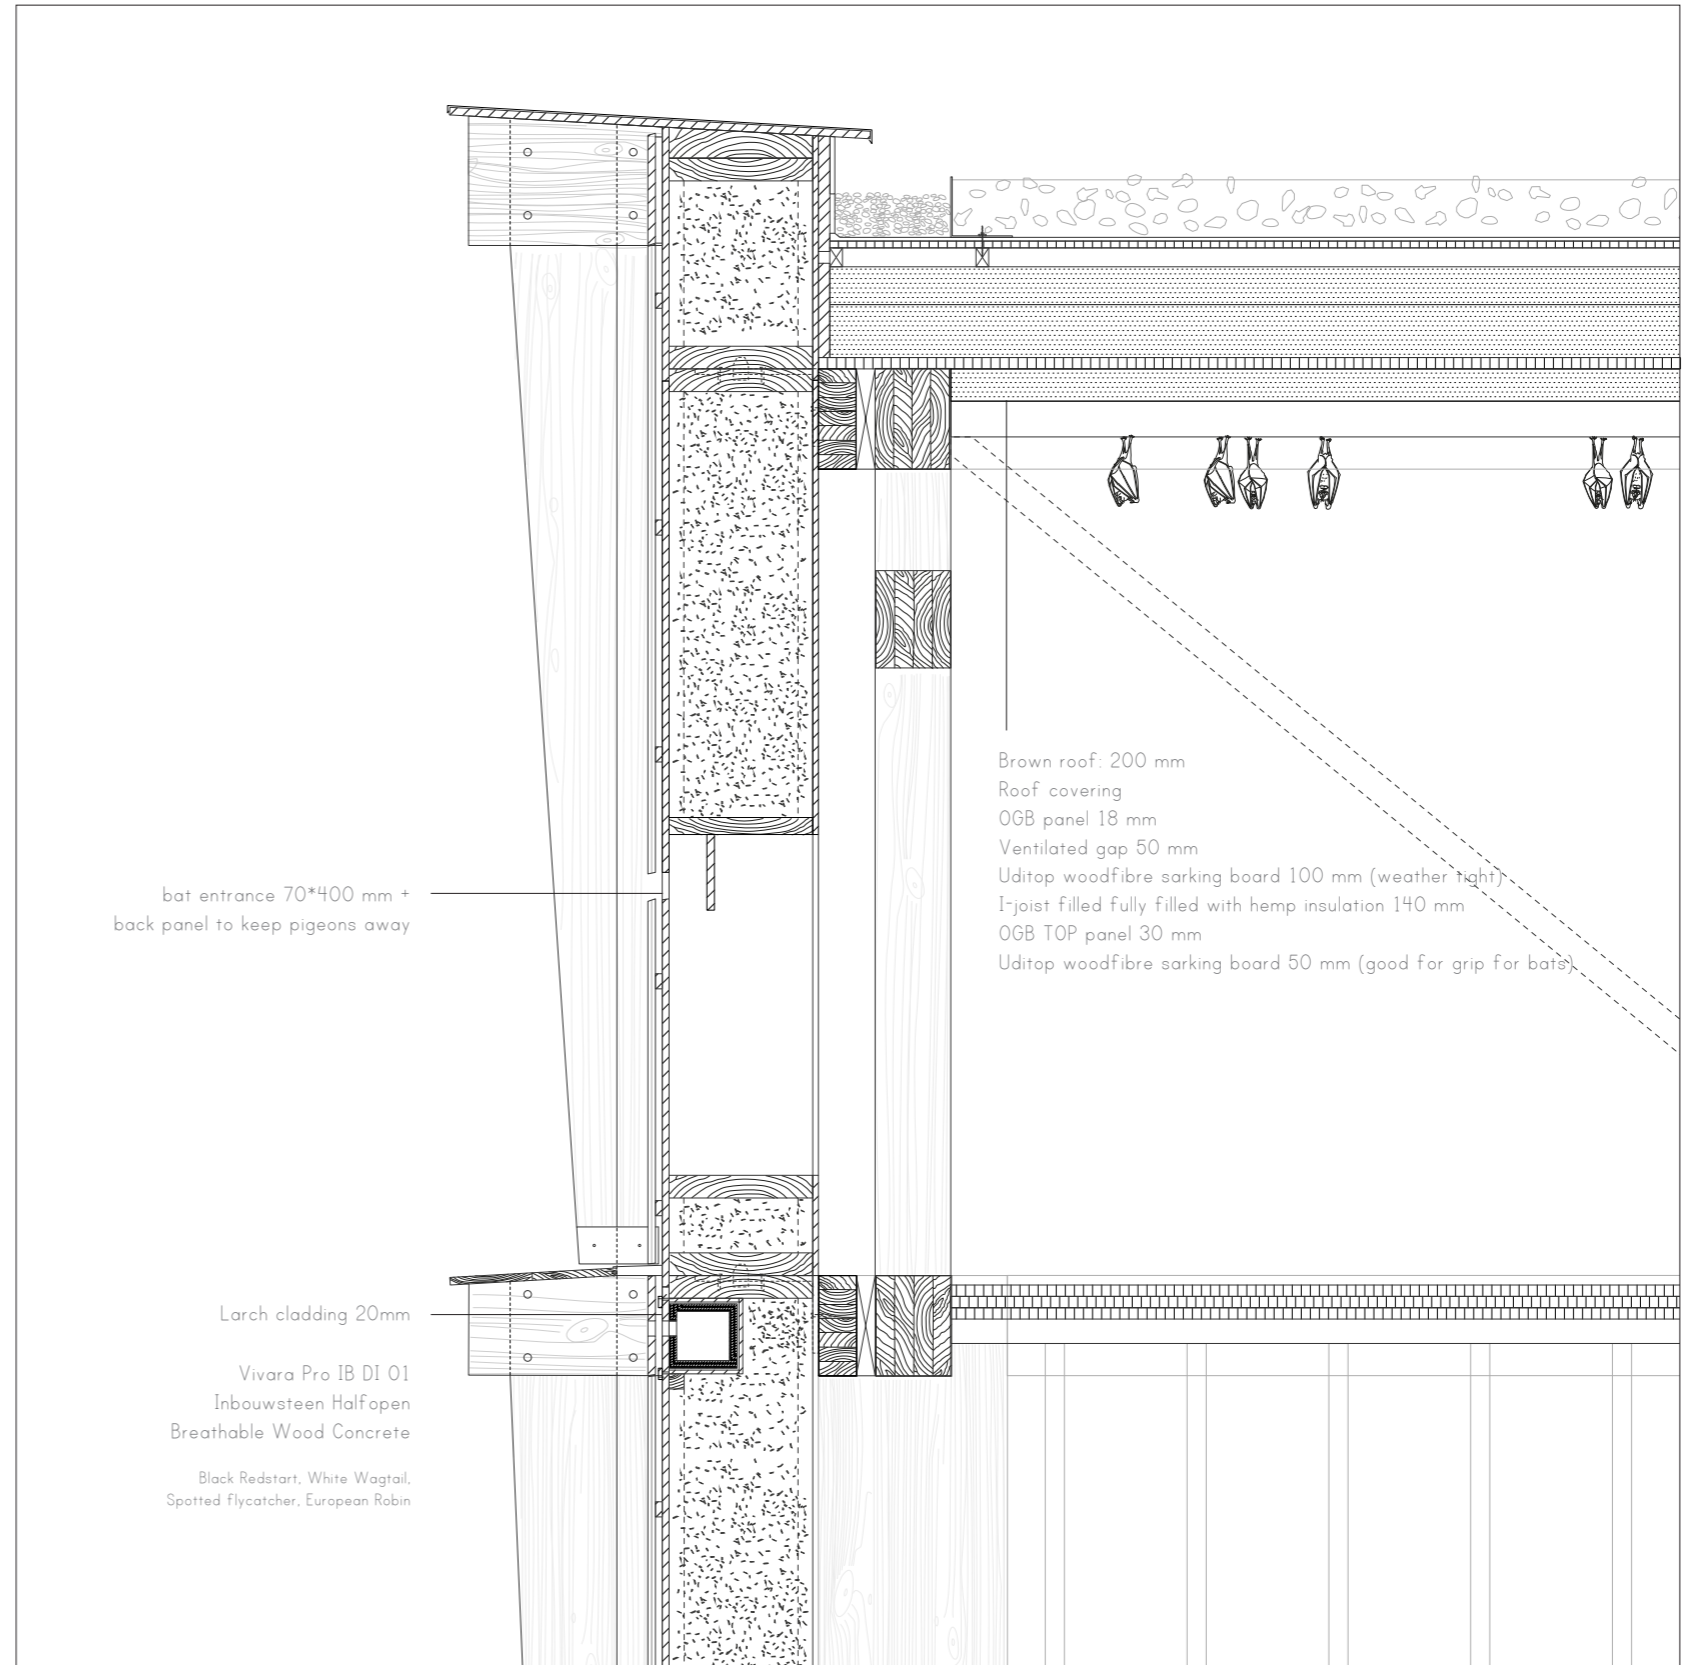 Brown roof: 200 mm
Roof covering
OGB panel 18 mm
Ventilated gap 50 mm
Uditop woodfibre sarking board 100 mm (weather tight)
I-joist filled fully filled with hemp insulation 140 mm
OGB TOP panel 30 mm
Uditop woodfibre sarking board 50 mm (good for grip for bats)
bat entrance 70*400 mm +
back panel to keep pigeons away
Larch cladding 20mm
Vivara Pro IB DI 01
Inbouwsteen Halfopen
Breathable Wood Concrete
Black Redstart, White Wagtail,
Spotted flycatcher, European Robin